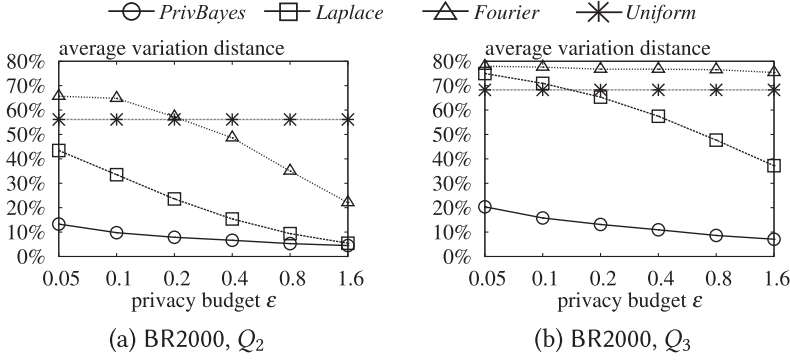 PrivBayes Laplace Fourier Uniform
average variation distance
80%
70%
60%
50%
40%
30%
20%
10%
0%
0.05 0.1 0.2 0.4 0.8 1.6
privacy budget ε
(a) BR2000, Q2
average variation distance
80%
70%
60%
50%
40%
30%
20%
10%
0%
0.05 0.1 0.2 0.4 0.8 1.6
privacy budget ε
(b) BR2000, Q3